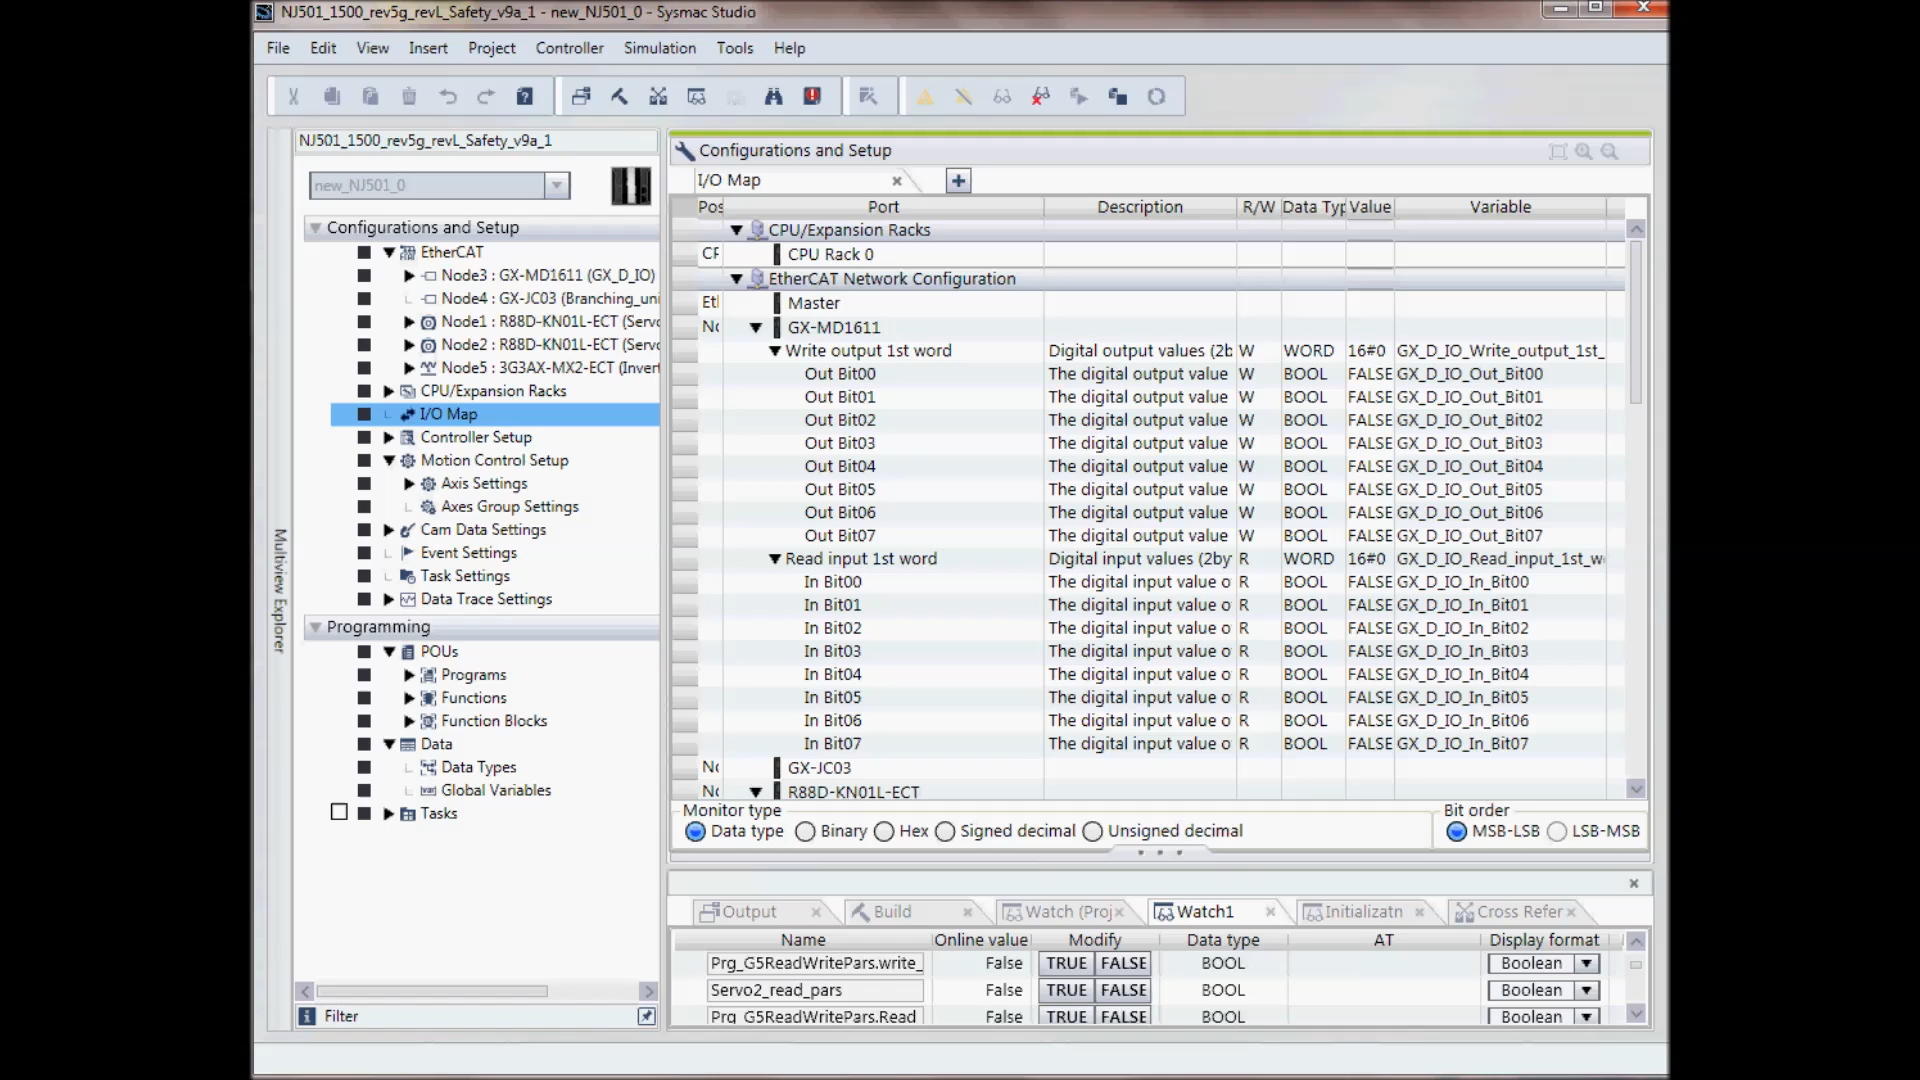 NJ501_1500_rev5g_revL_Safety_v9a_1 - new_NJ501_0 - Sysmac Studio
File Edit View Insert Project Controller Simulation Tools Help
NJ501_1500_rev5g_revL_Safety_v9a_1
new_NJ501_0
Configurations and Setup
EtherCAT
Node3 : GX-MD1611 (GX_D_IO)
Node4 : GX-JC03 (Branching_uni
Node1 : R88D-KN01L-ECT (Servo
Node2 : R88D-KN01L-ECT (Servo
Node5 : 3G3AX-MX2-ECT (Invert
CPU/Expansion Racks
I/O Map
Controller Setup
Motion Control Setup
Axis Settings
Axes Group Settings
Cam Data Settings
Event Settings
Task Settings
Data Trace Settings
Programming
POUs
Programs
Functions
Function Blocks
Data
Data Types
Global Variables
Tasks
Filter
Multiview Explorer
Configurations and Setup
I/O Map
Pos Port Description R/W Data Typ Value Variable
CPU/Expansion Racks
CP CPU Rack 0
EtherCAT Network Configuration
Master
GX-MD1611
Write output 1st word Digital output values (2b W WORD 16#0 GX_D_IO_Write_output_1st_
Out Bit00 The digital output value W BOOL FALSE GX_D_IO_Out_Bit00
Out Bit01 The digital output value W BOOL FALSE GX_D_IO_Out_Bit01
Out Bit02 The digital output value W BOOL FALSE GX_D_IO_Out_Bit02
Out Bit03 The digital output value W BOOL FALSE GX_D_IO_Out_Bit03
Out Bit04 The digital output value W BOOL FALSE GX_D_IO_Out_Bit04
Out Bit05 The digital output value W BOOL FALSE GX_D_IO_Out_Bit05
Out Bit06 The digital output value W BOOL FALSE GX_D_IO_Out_Bit06
Out Bit07 The digital output value W BOOL FALSE GX_D_IO_Out_Bit07
Read input 1st word Digital input values (2by R WORD 16#0 GX_D_IO_Read_input_1st_w
In Bit00 The digital input value o R BOOL FALSE GX_D_IO_In_Bit00
In Bit01 The digital input value o R BOOL FALSE GX_D_IO_In_Bit01
In Bit02 The digital input value o R BOOL FALSE GX_D_IO_In_Bit02
In Bit03 The digital input value o R BOOL FALSE GX_D_IO_In_Bit03
In Bit04 The digital input value o R BOOL FALSE GX_D_IO_In_Bit04
In Bit05 The digital input value o R BOOL FALSE GX_D_IO_In_Bit05
In Bit06 The digital input value o R BOOL FALSE GX_D_IO_In_Bit06
In Bit07 The digital input value o R BOOL FALSE GX_D_IO_In_Bit07
GX-JC03
R88D-KN01L-ECT
Monitor type Bit order
Data type Binary Hex Signed decimal Unsigned decimal MSB-LSB LSB-MSB
Output Build Watch (Proj Watch1 Initializatn Cross Refer
Name Online value Modify Data type AT Display format
Prg_G5ReadWritePars.write_ False TRUE FALSE BOOL Boolean
Servo2_read_pars False TRUE FALSE BOOL Boolean
Prg_G5ReadWritePars.Read False TRUE FALSE BOOL Boolean